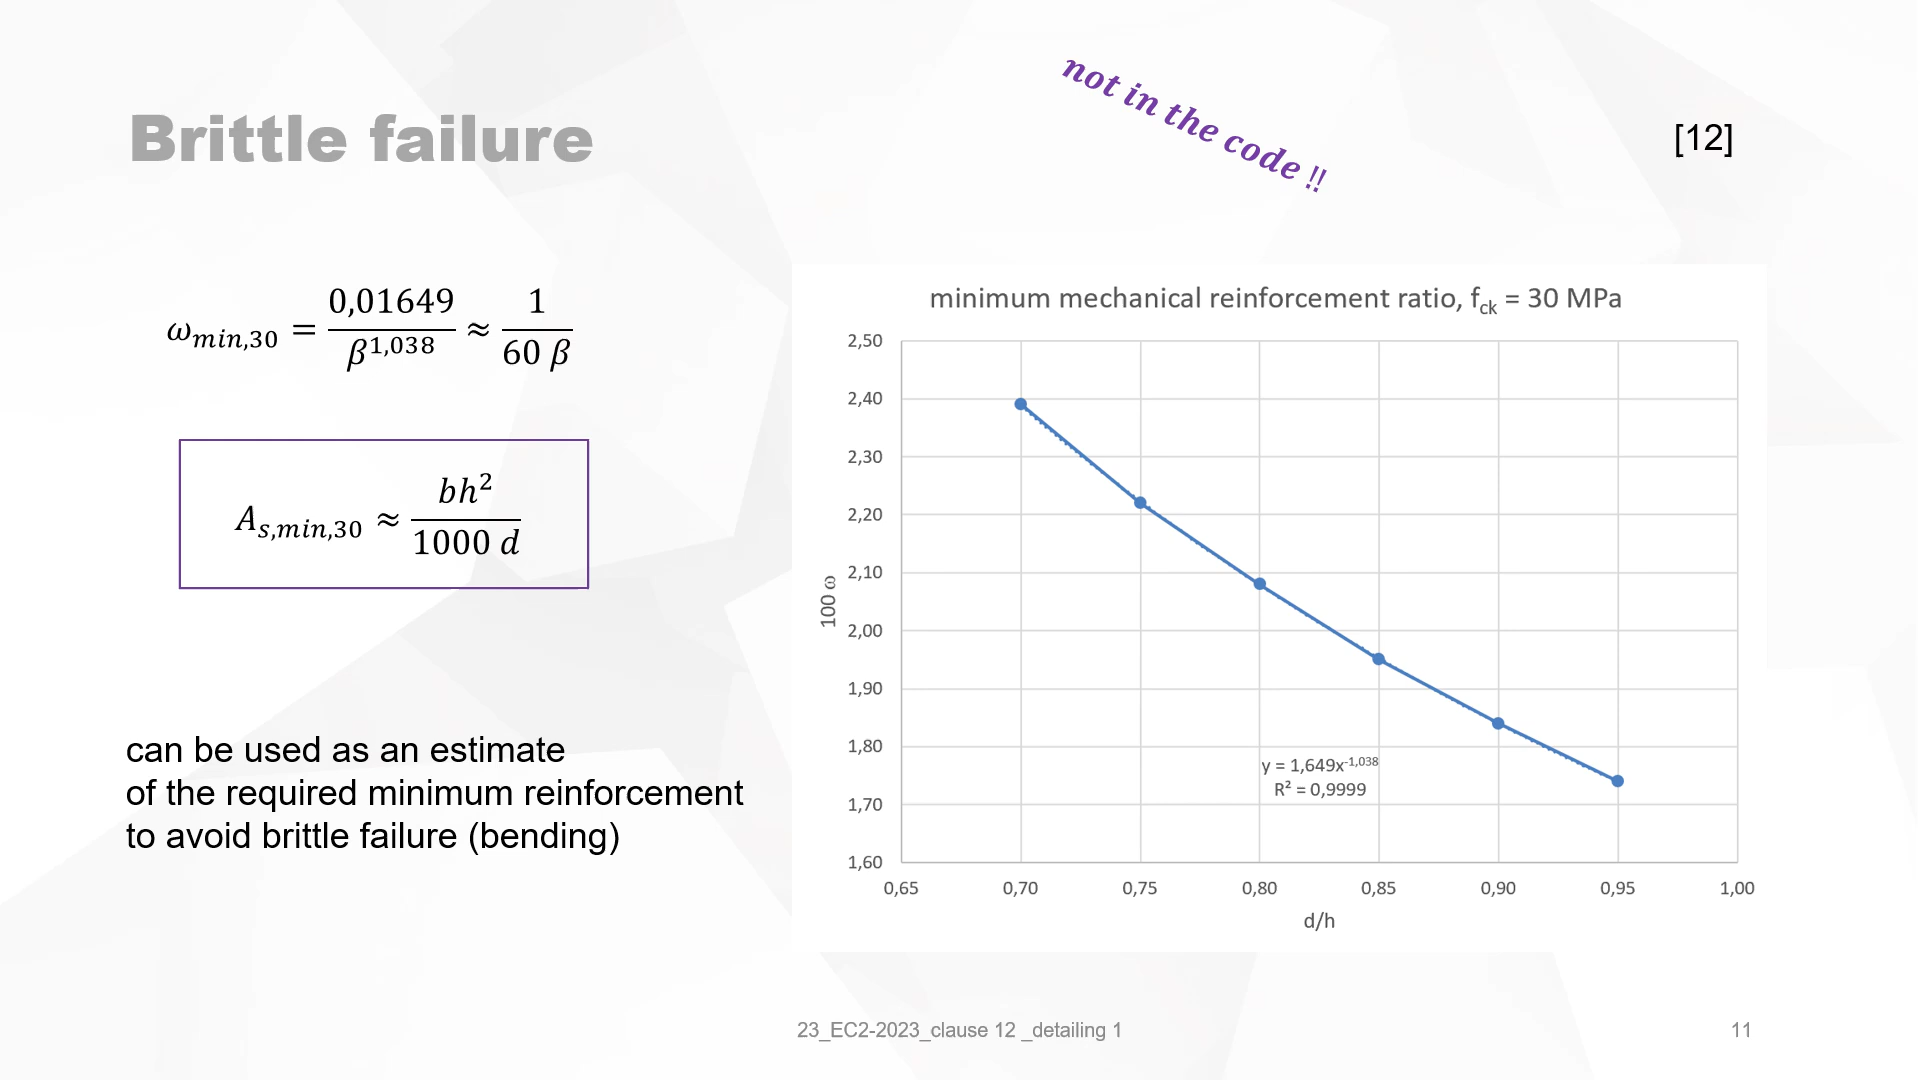 Brittle failure
not in the code !!
[12]
ω_min,30 = 0,01649 / β^1,038 ≈ 1 / 60 β
A_s,min,30 ≈ bh² / 1000 d
can be used as an estimate
of the required minimum reinforcement
to avoid brittle failure (bending)
minimum mechanical reinforcement ratio, f_ck = 30 MPa
2,50
2,40
2,30
2,20
2,10
2,00
1,90
1,80
1,70
1,60
100 ω
y = 1,649x^-1,038
R² = 0,9999
0,65 0,70 0,75 0,80 0,85 0,90 0,95 1,00
d/h
23_EC2-2023_clause 12 _detailing 1
11